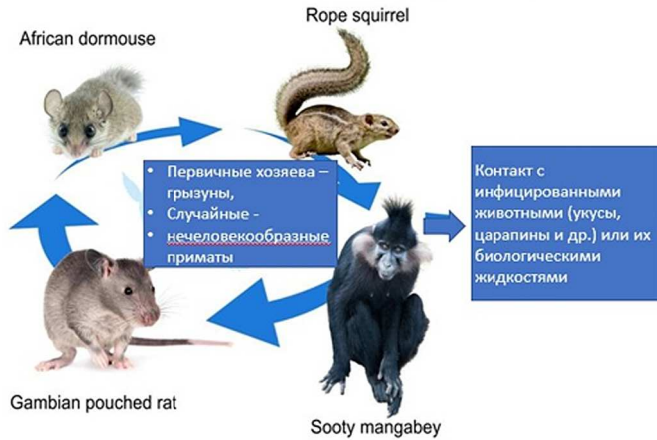 Rope squirrel
African dormouse
• Первичные хозяева –
грызуны,
• Случайные -
• нечеловекообразные
приматы
Контакт с
инфицированными
животными (укусы,
царапины и др.) или их
биологическими
жидкостями
Gambian pouched rat
Sooty mangabey